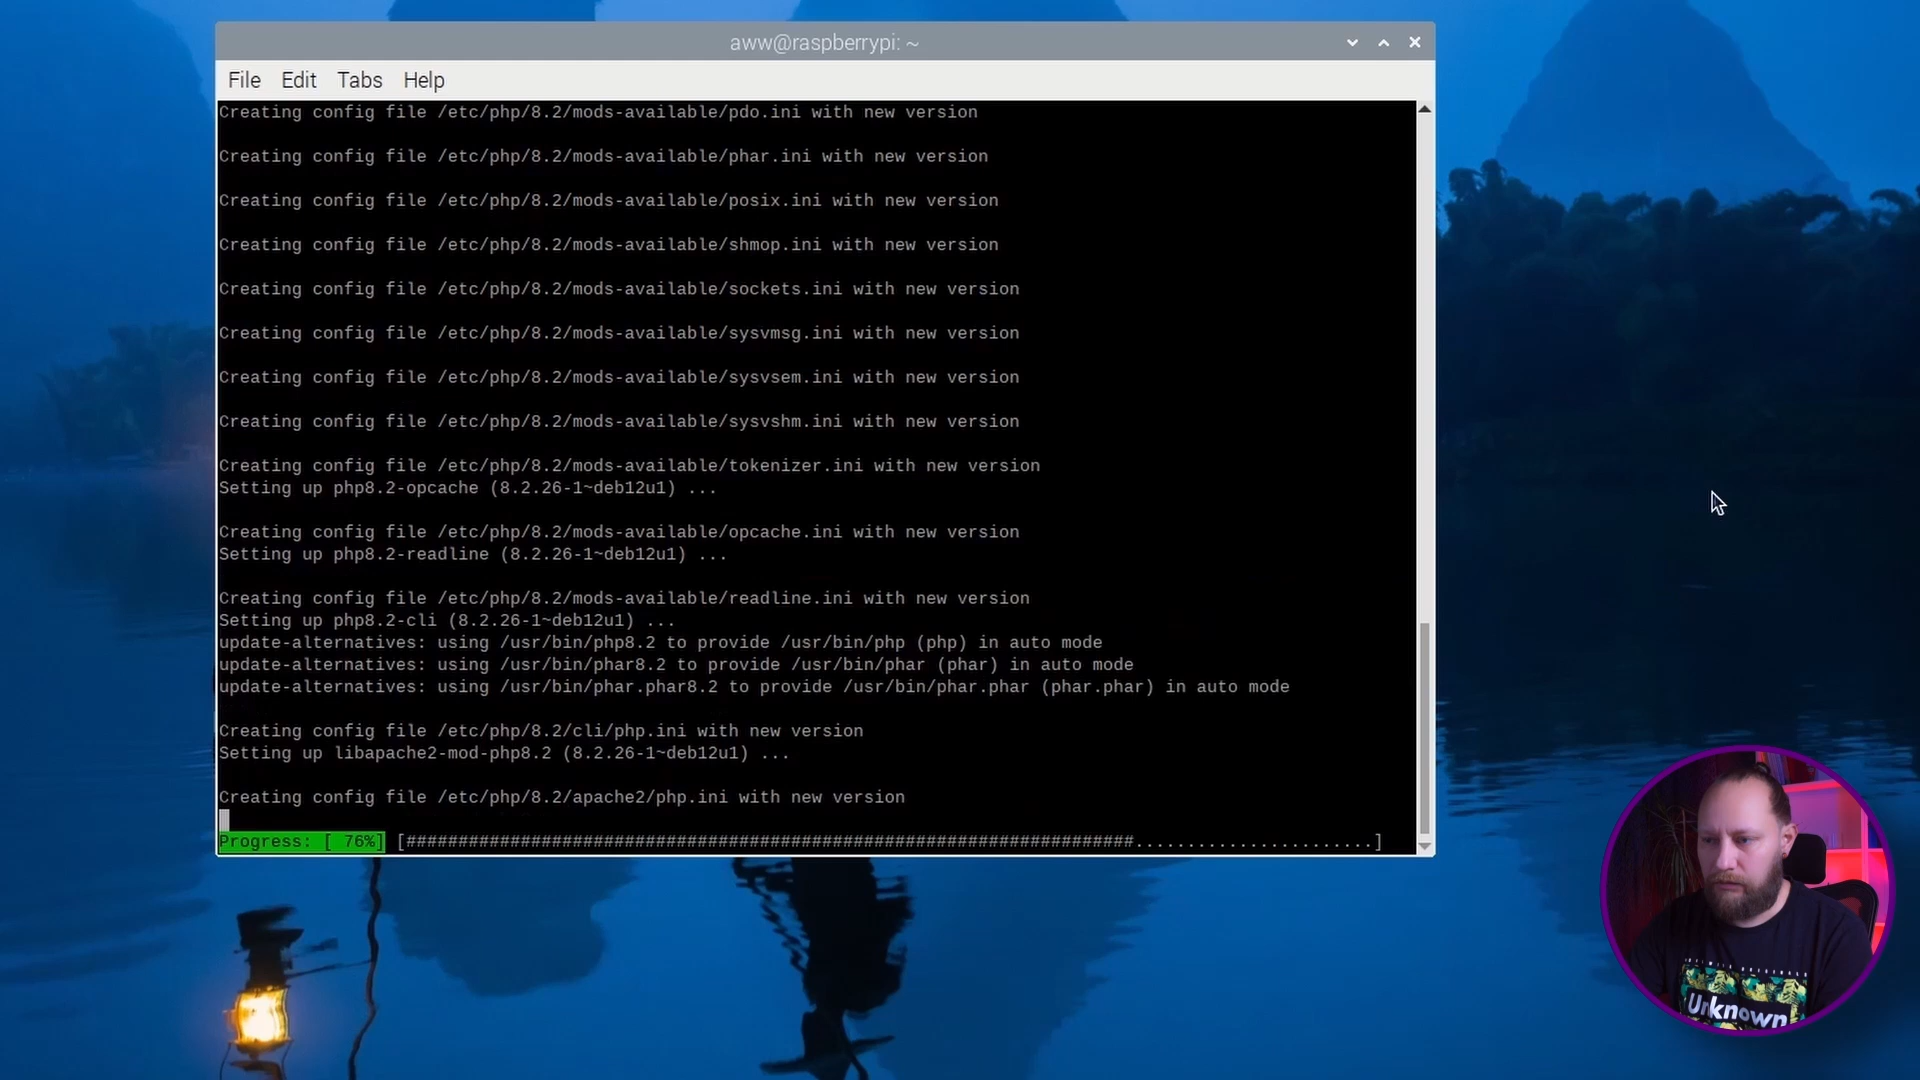 aww@raspberrypi: ~
File Edit Tabs Help
Creating config file /etc/php/8.2/mods-available/pdo.ini with new version
Creating config file /etc/php/8.2/mods-available/phar.ini with new version
Creating config file /etc/php/8.2/mods-available/posix.ini with new version
Creating config file /etc/php/8.2/mods-available/shmop.ini with new version
Creating config file /etc/php/8.2/mods-available/sockets.ini with new version
Creating config file /etc/php/8.2/mods-available/sysvmsg.ini with new version
Creating config file /etc/php/8.2/mods-available/sysvsem.ini with new version
Creating config file /etc/php/8.2/mods-available/sysvshm.ini with new version
Creating config file /etc/php/8.2/mods-available/tokenizer.ini with new version
Setting up php8.2-opcache (8.2.26-1~deb12u1) ...
Creating config file /etc/php/8.2/mods-available/opcache.ini with new version
Setting up php8.2-readline (8.2.26-1~deb12u1) ...
Creating config file /etc/php/8.2/mods-available/readline.ini with new version
Setting up php8.2-cli (8.2.26-1~deb12u1) ...
update-alternatives: using /usr/bin/php8.2 to provide /usr/bin/php (php) in auto mode
update-alternatives: using /usr/bin/phar8.2 to provide /usr/bin/phar (phar) in auto mode
update-alternatives: using /usr/bin/phar.phar8.2 to provide /usr/bin/phar.phar (phar.phar) in auto mode
Creating config file /etc/php/8.2/cli/php.ini with new version
Setting up libapache2-mod-php8.2 (8.2.26-1~deb12u1) ...
Creating config file /etc/php/8.2/apache2/php.ini with new version
Progress: [ 76%] [######################################################################.......................]
Unknown